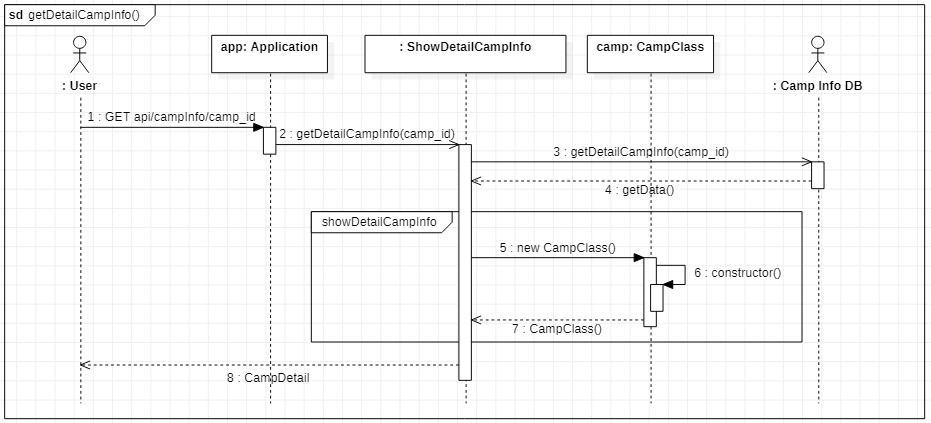 sd getDetailCampInfo()
app: Application
: ShowDetailCampInfo
camp: CampClass
: User
: Camp Info DB
1 : GET api/campInfo/camp_id
2 : getDetailCampInfo(camp_id)
3 : getDetailCampInfo(camp_id)
4 : getData()
showDetailCampInfo
5 : new CampClass()
6 : constructor()
7 : CampClass()
8 : CampDetail